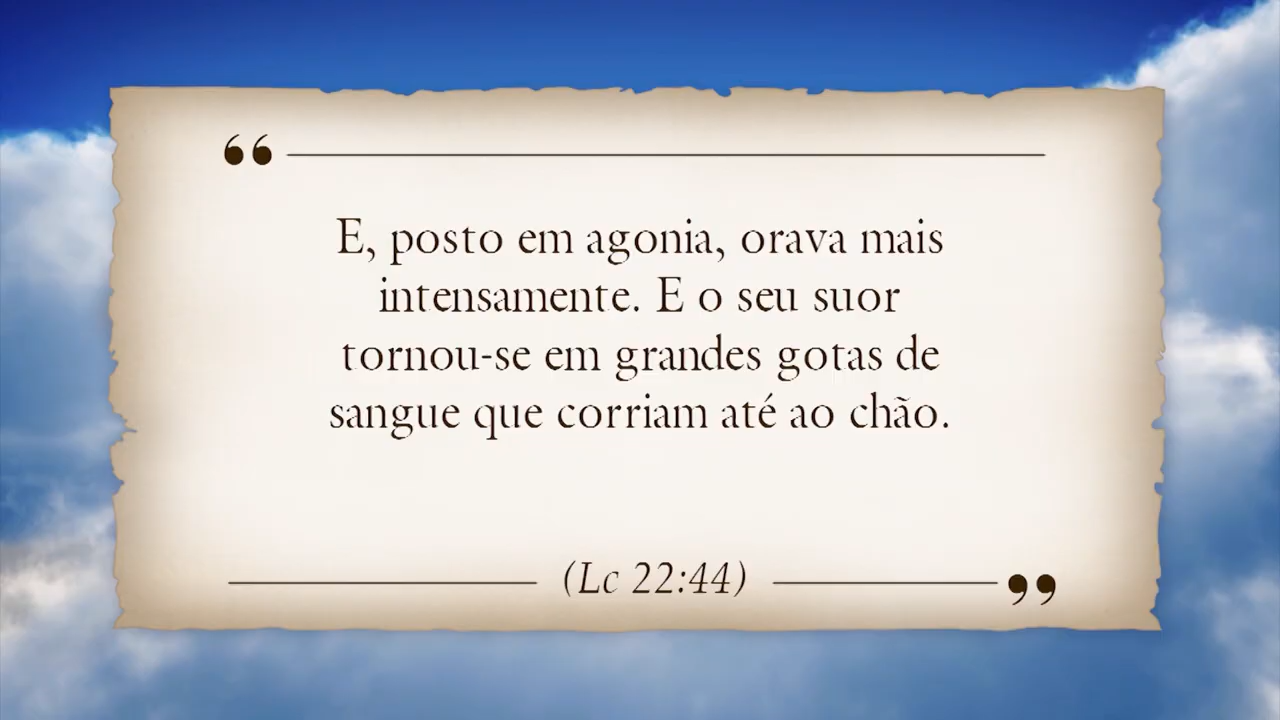 “
E, posto em agonia, orava mais
intensamente. E o seu suor
tornou-se em grandes gotas de
sangue que corriam até ao chão.
(Lc 22:44) ”